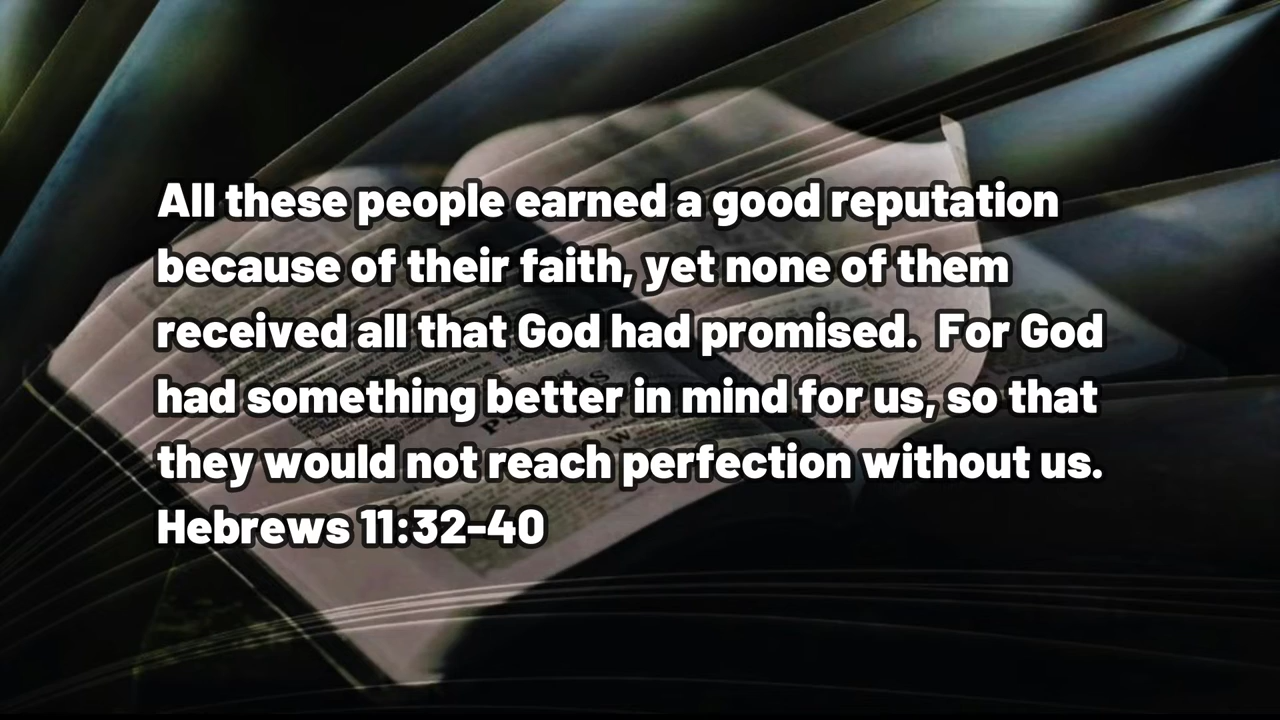 All these people earned a good reputation
because of their faith, yet none of them
received all that God had promised.  For God
had something better in mind for us, so that
they would not reach perfection without us.
Hebrews 11:32-40